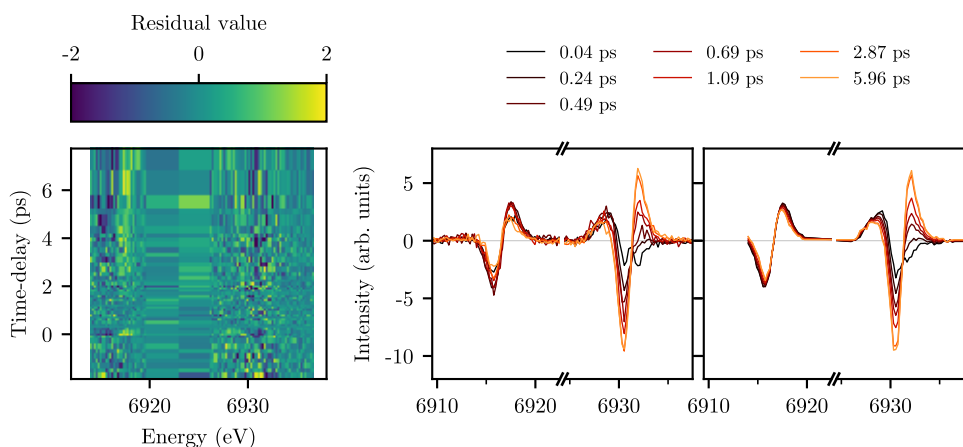 Residual value
-2 0 2
0.04 ps 0.69 ps 2.87 ps
0.24 ps 1.09 ps 5.96 ps
0.49 ps
Time-delay (ps)
6
4
2
0
6920 6930
Energy (eV)
Intensity (arb. units)
5
0
-5
-10
6910 6920 6930
6910 6920 6930